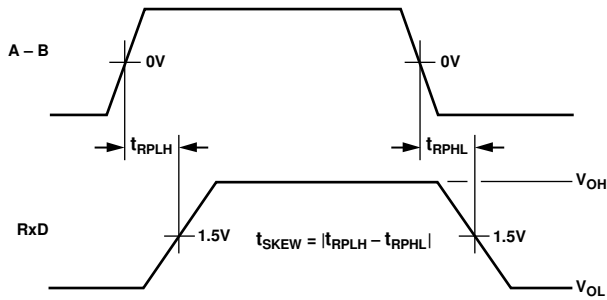 A – B
0V
0V
tRPLH
tRPHL
VOH
RxD
1.5V
tSKEW = |tRPLH – tRPHL|
1.5V
VOL